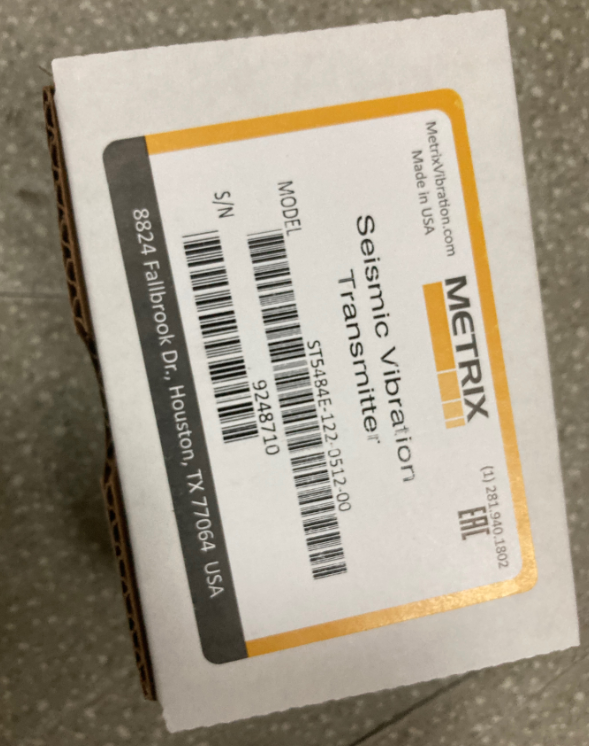 MetrixVibration.com
Made in USA
METRIX
(1) 281.940.1802
EAC
Seismic Vibration
Transmitter
MODEL
ST5484E-122-0512-00
S/N
9248710
8824 Fallbrook Dr., Houston, TX 77064 USA